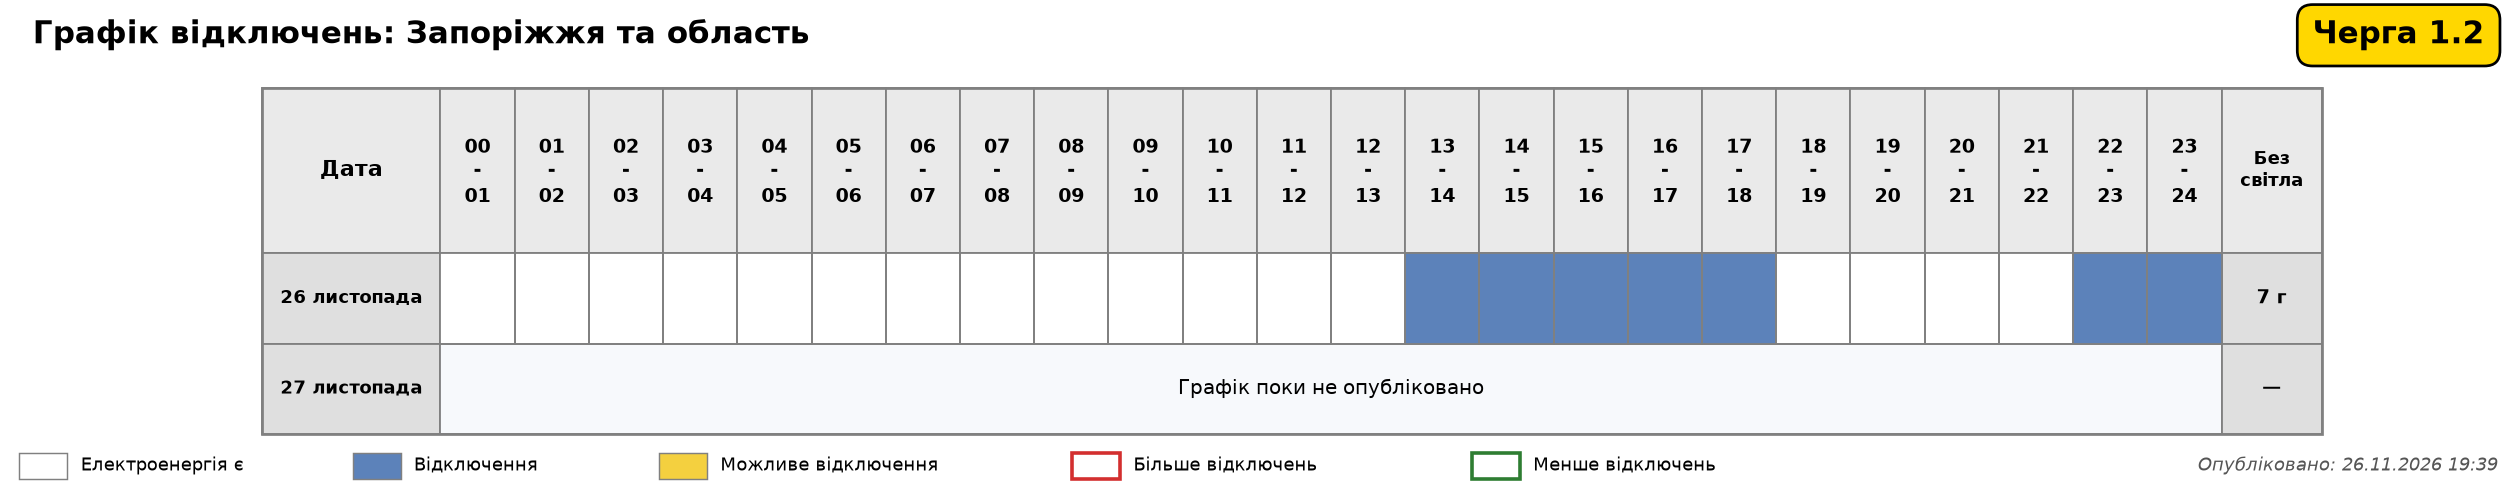 Графік відключень: Запоріжжя та область
Черга 1.2
Дата 00 - 01 01 - 02 02 - 03 03 - 04 04 - 05 05 - 06 06 - 07 07 - 08 08 - 09 09 - 10 10 - 11 11 - 12 12 - 13 13 - 14 14 - 15 15 - 16 16 - 17 17 - 18 18 - 19 19 - 20 20 - 21 21 - 22 22 - 23 23 - 24 Без світла
26 листопада 7 г
27 листопада Графік поки не опубліковано —
Електроенергія є Відключення Можливе відключення Більше відключень Менше відключень Опубліковано: 26.11.2026 19:39